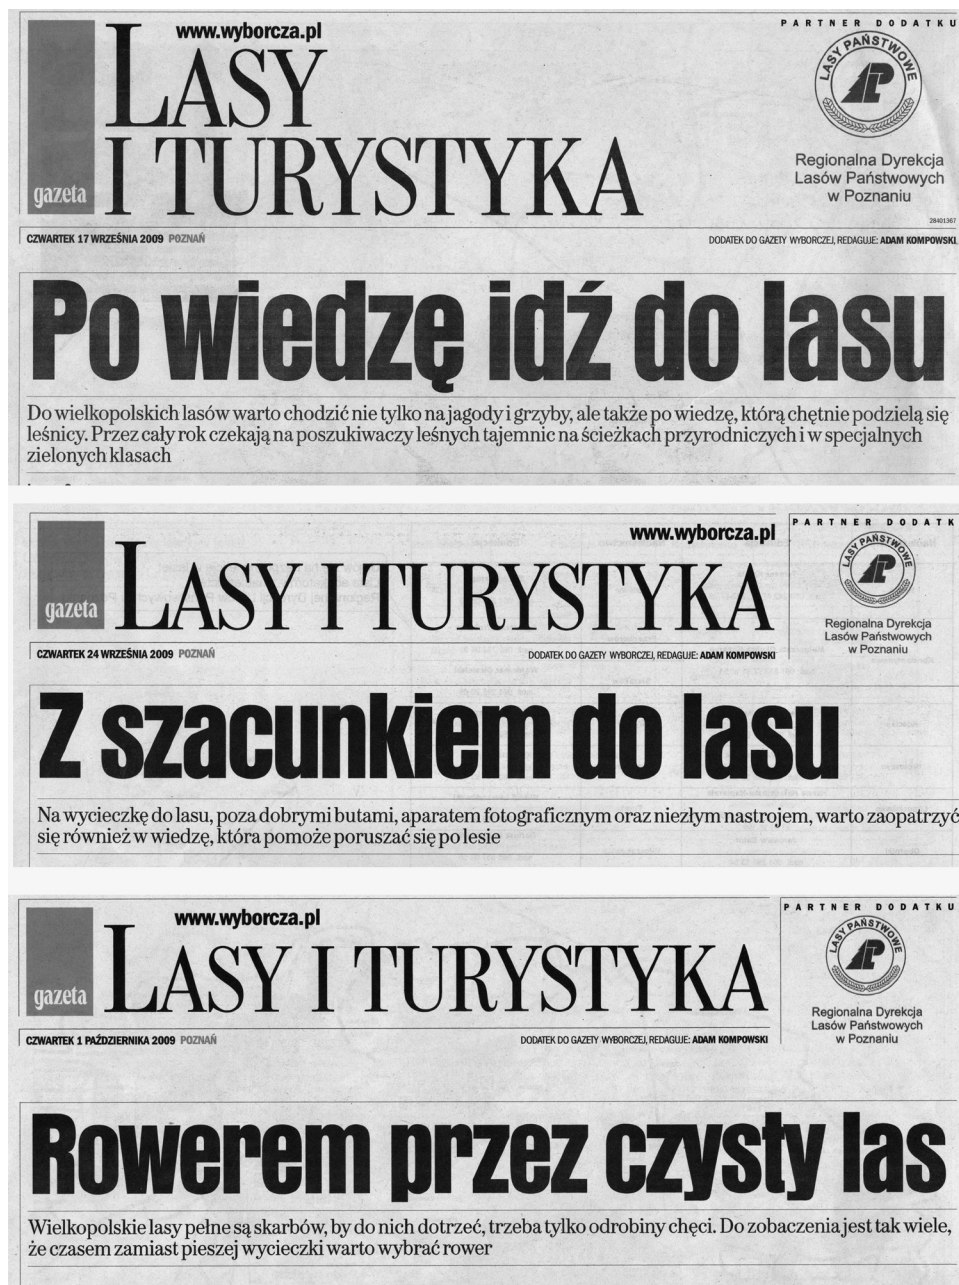 www.wyborcza.pl
PARTNER DODATKU
LASY
I TURYSTYKA
gazeta
LASY PAŃSTWOWE
LP
Regionalna Dyrekcja
Lasów Państwowych
w Poznaniu
28401367
CZWARTEK 17 WRZEŚNIA 2009 POZNAŃ
DODATEK DO GAZETY WYBORCZEJ, REDAGUJE: ADAM KOMPOWSKI
Po wiedzę idź do lasu
Do wielkopolskich lasów warto chodzić nie tylko na jagody i grzyby, ale także po wiedzę, którą chętnie podzielą się
leśnicy. Przez cały rok czekają na poszukiwaczy leśnych tajemnic na ścieżkach przyrodniczych i w specjalnych
zielonych klasach
www.wyborcza.pl
PARTNER DODATK
gazeta
LASY I TURYSTYKA
LASY PAŃSTWOWE
LP
Regionalna Dyrekcja
Lasów Państwowych
w Poznaniu
CZWARTEK 24 WRZEŚNIA 2009 POZNAŃ
DODATEK DO GAZETY WYBORCZEJ, REDAGUJE: ADAM KOMPOWSKI
Z szacunkiem do lasu
Na wycieczkę do lasu, poza dobrymi butami, aparatem fotograficznym oraz niezłym nastrojem, warto zaopatrzyć
się również w wiedzę, która pomoże poruszać się po lesie
www.wyborcza.pl
PARTNER DODATKU
gazeta
LASY I TURYSTYKA
LASY PAŃSTWOWE
LP
Regionalna Dyrekcja
Lasów Państwowych
w Poznaniu
CZWARTEK 1 PAŹDZIERNIKA 2009 POZNAŃ
DODATEK DO GAZETY WYBORCZEJ, REDAGUJE: ADAM KOMPOWSKI
Rowerem przez czysty las
Wielkopolskie lasy pełne są skarbów, by do nich dotrzeć, trzeba tylko odrobiny chęci. Do zobaczenia jest tak wiele,
że czasem zamiast pieszej wycieczki warto wybrać rower